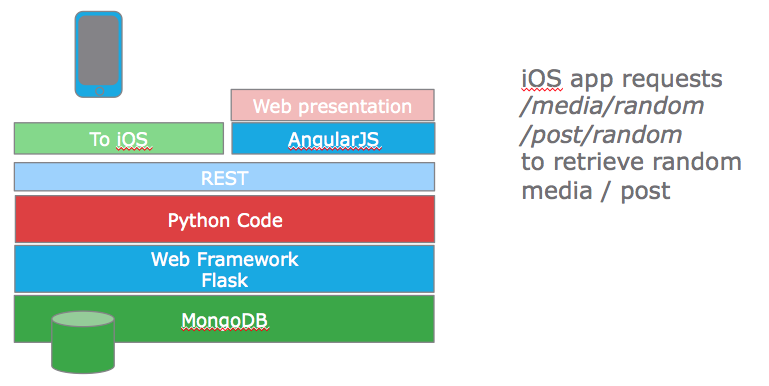 Web presentation
To iOS
AngularJS
REST
Python Code
Web Framework
Flask
MongoDB
iOS app requests
/media/random
/post/random
to retrieve random
media / post